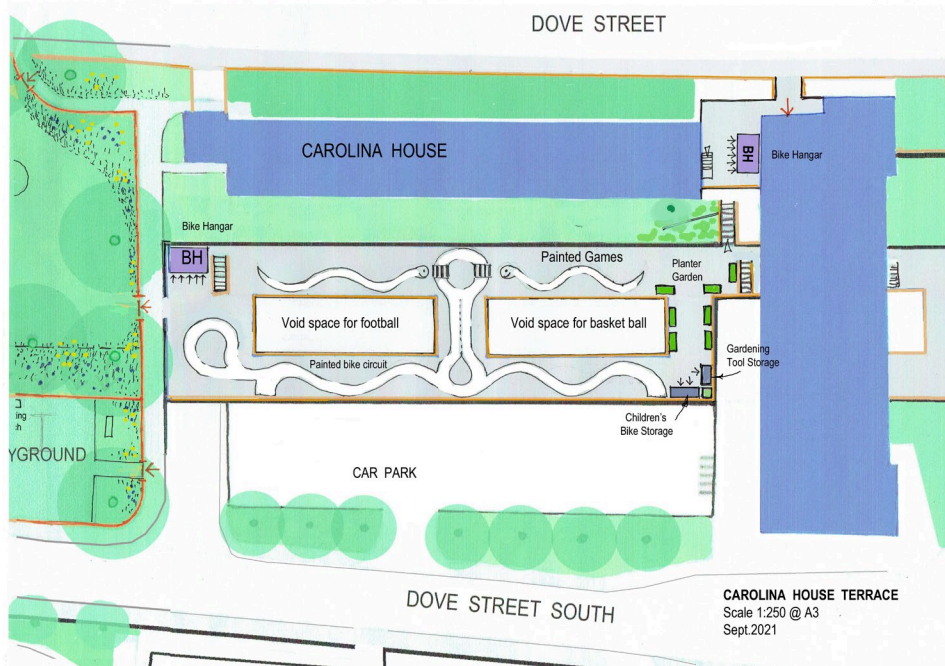 DOVE STREET
CAROLINA HOUSE
BH
Bike Hangar
Bike Hangar
BH
Painted Games
Planter
Garden
Void space for football
Void space for basket ball
Painted bike circuit
Gardening
Tool Storage
Children's
Bike Storage
ing
h
YGROUND
CAR PARK
DOVE STREET SOUTH
CAROLINA HOUSE TERRACE
Scale 1:250 @ A3
Sept.2021